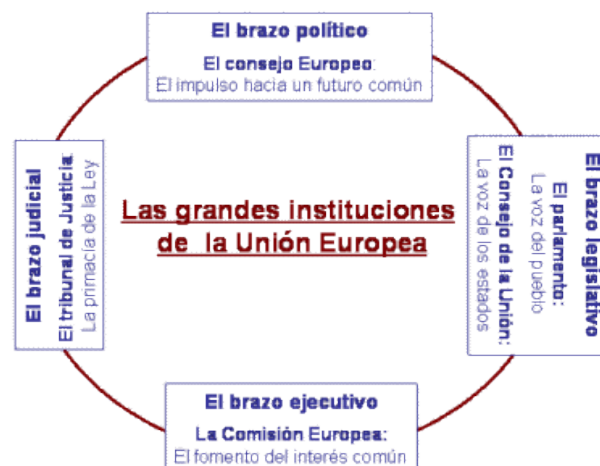 El brazo político
El consejo Europeo:
El impulso hacia un futuro común
El brazo judicial
El tribunal de Justicia:
La primacía de la Ley
Las grandes instituciones
de la Unión Europea
El brazo legislativo
El parlamento:
La voz del pueblo
El Consejo de la Unión:
La voz de los estados
El brazo ejecutivo
La Comisión Europea:
El fomento del interés común